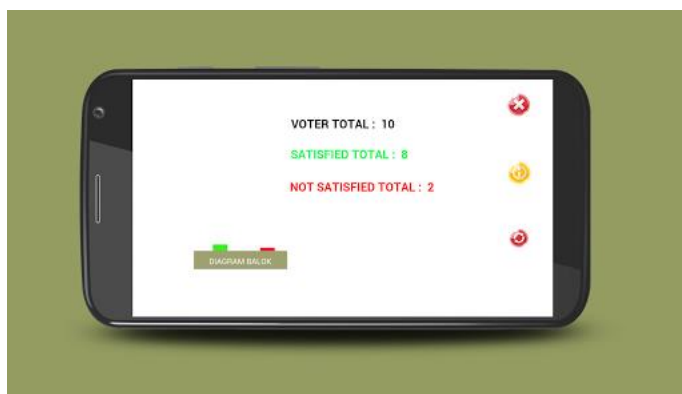 VOTER TOTAL : 10
SATISFIED TOTAL : 8
NOT SATISFIED TOTAL : 2
DIAGRAM BALOK